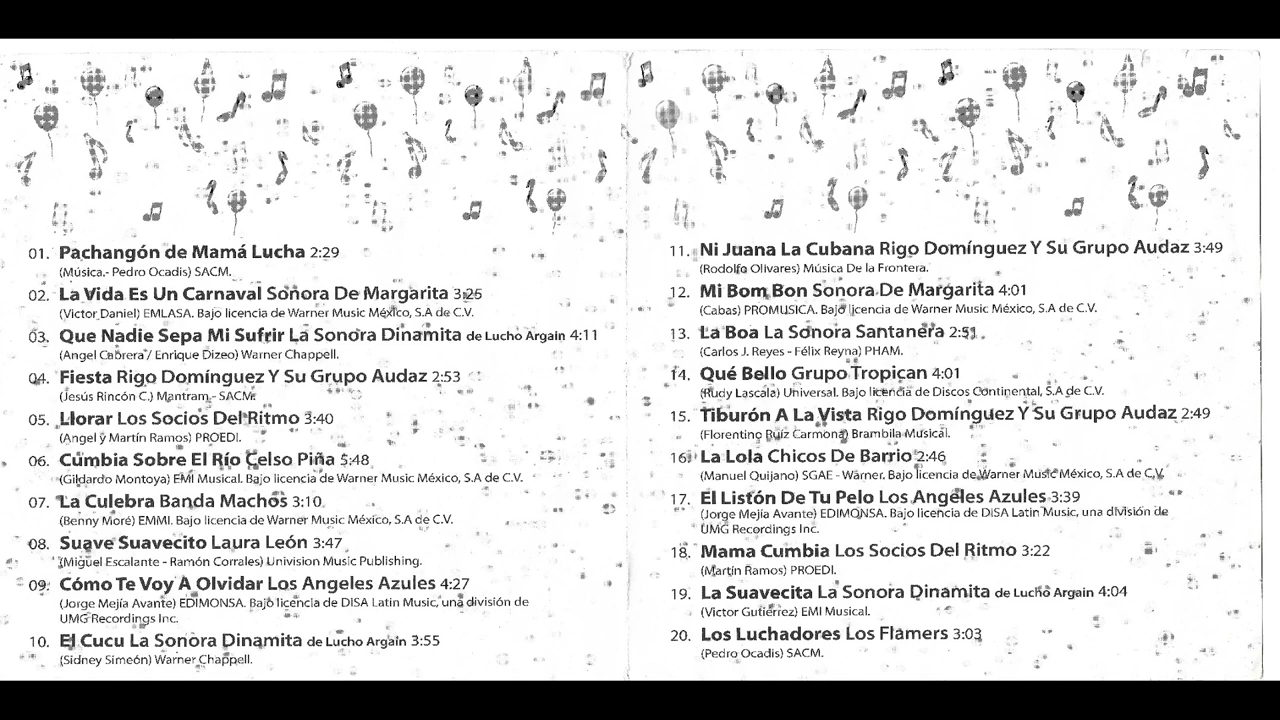 01. Pachangón de Mamá Lucha 2:29
(Música.- Pedro Ocadis) SACM.
02. La Vida Es Un Carnaval Sonora De Margarita 3:25
(Victor Daniel) EMLASA. Bajo licencia de Warner Music México, S.A de C.V.
03. Que Nadie Sepa Mi Sufrir La Sonora Dinamita de Lucho Argain 4:11
(Angel Cabrera / Enrique Dizeo) Warner Chappell.
04. Fiesta Rigo Domínguez Y Su Grupo Audaz 2:53
(Jesús Rincón C.) Mantram - SACM.
05. Llorar Los Socios Del Ritmo 3:40
(Angel y Martín Ramos) PROEDI.
06. Cumbia Sobre El Río Celso Piña 5:48
(Gildardo Montoya) EMI Musical. Bajo licencia de Warner Music México, S.A de C.V.
07. La Culebra Banda Machos 3:10
(Benny Moré) EMMI. Bajo licencia de Warner Music México, S.A de C.V.
08. Suave Suavecito Laura León 3:47
(Miguel Escalante - Ramón Corrales) Univision Music Publishing.
09. Cómo Te Voy A Olvidar Los Angeles Azules 4:27
(Jorge Mejía Avante) EDIMONSA. Bajo licencia de DISA Latin Music, una división de
UMG Recordings Inc.
10. El Cucu La Sonora Dinamita de Lucho Argain 3:55
(Sidney Simeón) Warner Chappell.
11. Ni Juana La Cubana Rigo Domínguez Y Su Grupo Audaz 3:49
(Rodolfo Olivares) Música De la Frontera.
12. Mi Bom Bon Sonora De Margarita 4:01
(Cabas) PROMUSICA. Bajo licencia de Warner Music México, S.A de C.V.
13. La Boa La Sonora Santanera 2:51
(Carlos J. Reyes - Félix Reyna) PHAM.
14. Qué Bello Grupo Tropican 4:01
(Rudy Lascala) Universal. Bajo licencia de Discos Continental, S.A de C.V.
15. Tiburón A La Vista Rigo Domínguez Y Su Grupo Audaz 2:49
(Florentino Ruíz Carmona) Brambila Musical.
16. La Lola Chicos De Barrio 2:46
(Manuel Quijano) SGAE - Warner. Bajo licencia de Warner Music México, S.A de C.V.
17. El Listón De Tu Pelo Los Angeles Azules 3:39
(Jorge Mejía Avante) EDIMONSA. Bajo licencia de DISA Latin Music, una división de
UMG Recordings Inc.
18. Mama Cumbia Los Socios Del Ritmo 3:22
(Martín Ramos) PROEDI.
19. La Suavecita La Sonora Dinamita de Lucho Argain 4:04
(Victor Gutiérrez) EMI Musical.
20. Los Luchadores Los Flamers 3:03
(Pedro Ocadis) SACM.